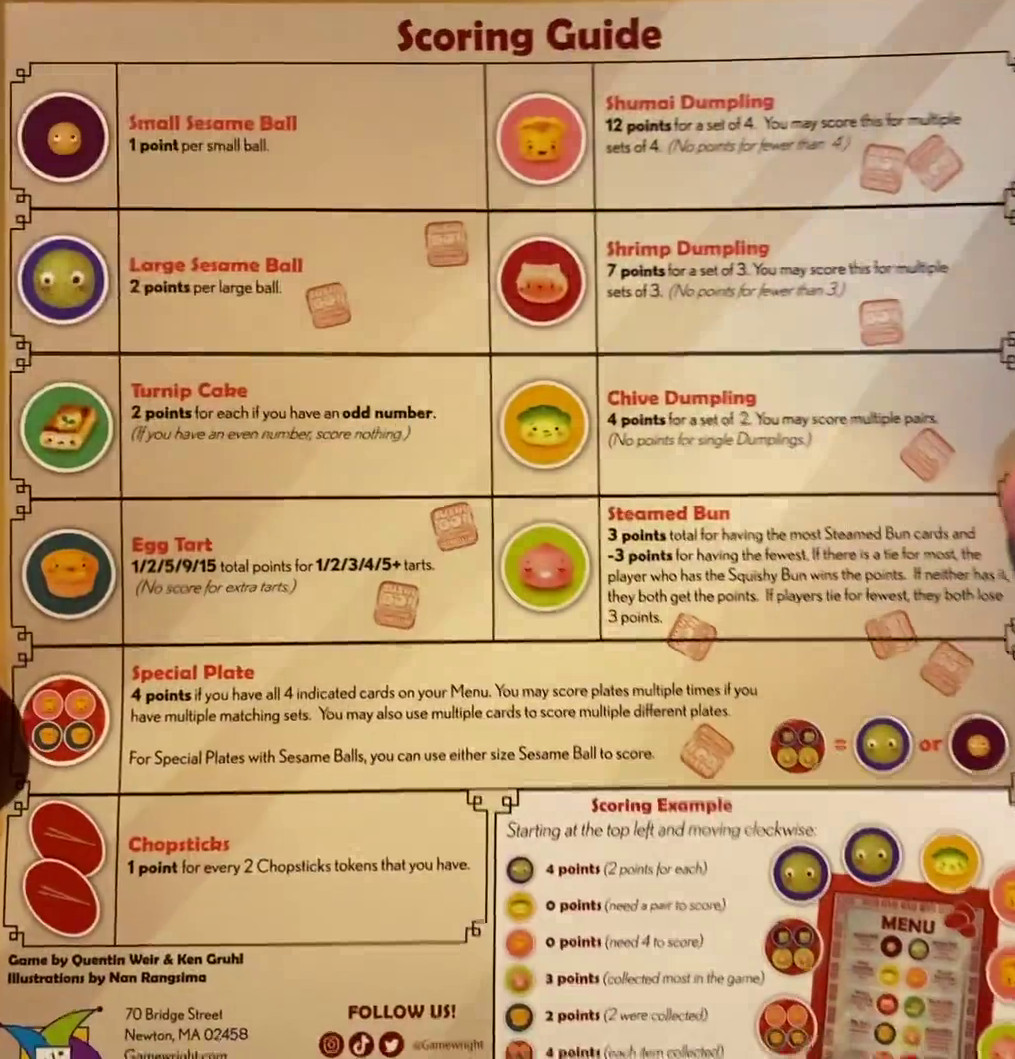 Scoring Guide
Small Sesame Ball
1 point per small ball.
Shumai Dumpling
12 points for a set of 4. You may score this for multiple
sets of 4. (No points for fewer than 4.)
Large Sesame Ball
2 points per large ball.
Shrimp Dumpling
7 points for a set of 3. You may score this for multiple
sets of 3. (No points for fewer than 3.)
Turnip Cake
2 points for each if you have an odd number.
(If you have an even number, score nothing.)
Chive Dumpling
4 points for a set of 2. You may score multiple pairs.
(No points for single Dumplings.)
Egg Tart
1/2/5/9/15 total points for 1/2/3/4/5+ tarts.
(No score for extra tarts.)
Steamed Bun
3 points total for having the most Steamed Bun cards and
-3 points for having the fewest. If there is a tie for most, the
player who has the Squishy Bun wins the points. If neither has it,
they both get the points. If players tie for fewest, they both lose
3 points.
Special Plate
4 points if you have all 4 indicated cards on your Menu. You may score plates multiple times if you
have multiple matching sets. You may also use multiple cards to score multiple different plates.
For Special Plates with Sesame Balls, you can use either size Sesame Ball to score.
= or
Chopsticks
1 point for every 2 Chopsticks tokens that you have.
Scoring Example
Starting at the top left and moving clockwise:
4 points (2 points for each)
0 points (need a pair to score)
0 points (need 4 to score)
3 points (collected most in the game)
2 points (2 were collected)
4 points (each item collected)
MENU
Game by Quentin Weir & Ken Gruhl
Illustrations by Nan Rangsima
70 Bridge Street
Newton, MA 02458
Gamewright.com
FOLLOW US!
@Gamewright